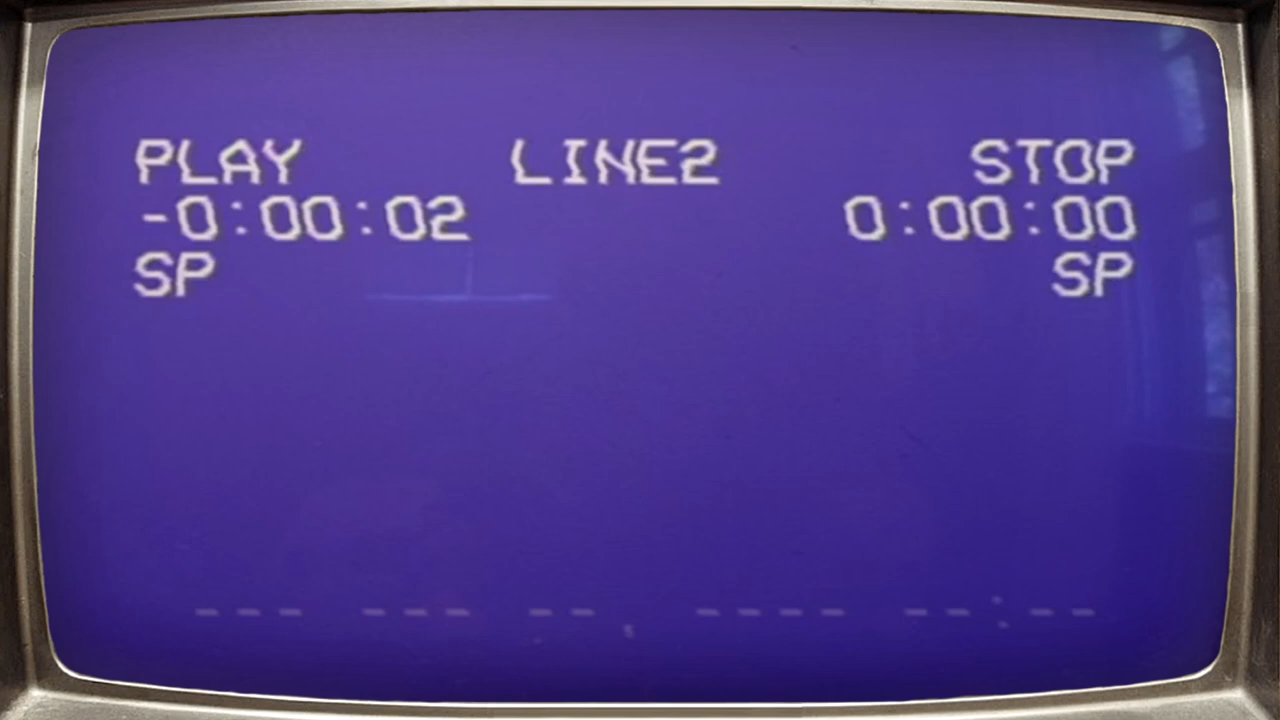 PLAY LINE2 STOP
-0:00:02 0:00:00
SP SP
--- --- --, ---- --:--